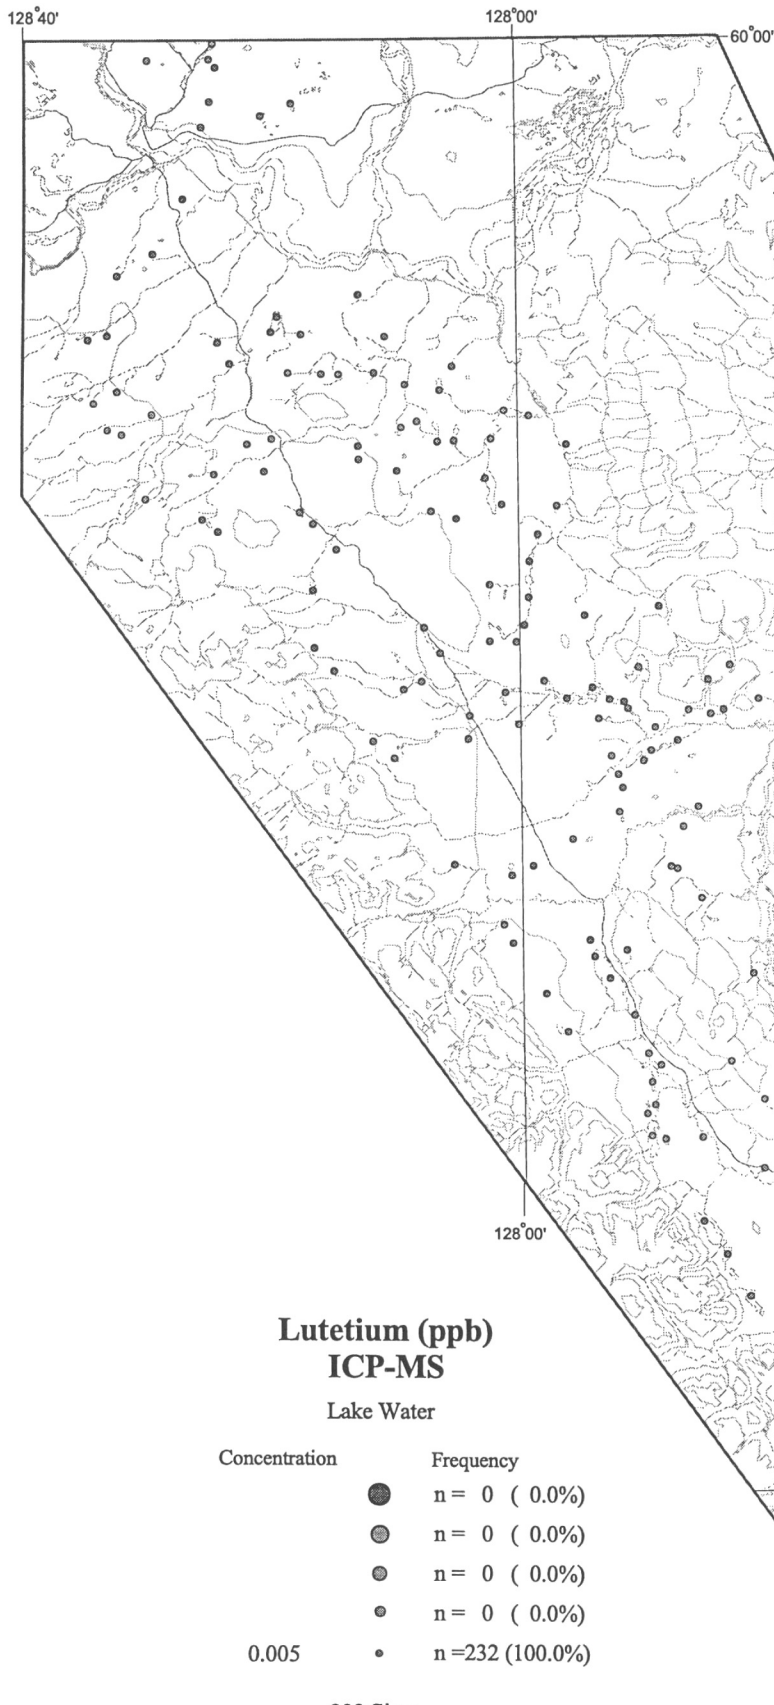 128°40' 128°00'
60°00'
128°00'
Lutetium (ppb)
ICP-MS
Lake Water
Concentration Frequency
n = 0 ( 0.0%)
n = 0 ( 0.0%)
n = 0 ( 0.0%)
n = 0 ( 0.0%)
0.005 n =232 (100.0%)